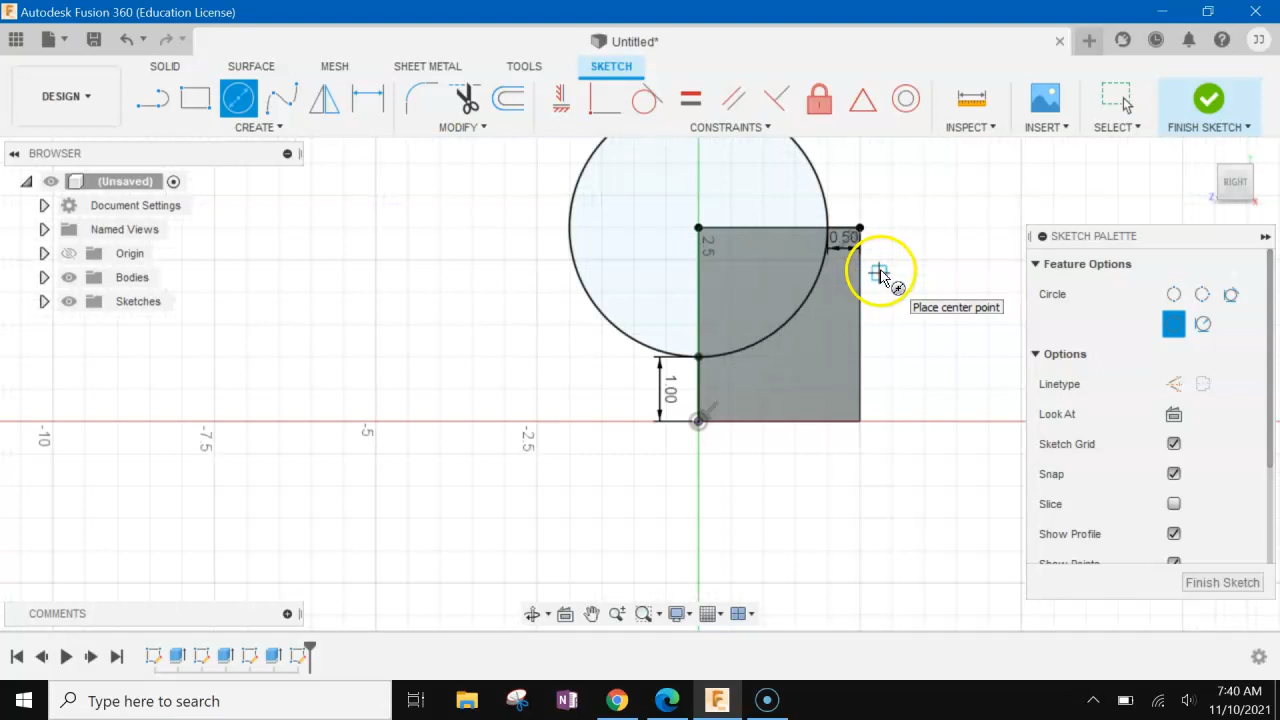 Autodesk Fusion 360 (Education License)
Untitled*
JJ
SOLID SURFACE MESH SHEET METAL TOOLS SKETCH
DESIGN
CREATE MODIFY CONSTRAINTS INSPECT INSERT SELECT FINISH SKETCH
BROWSER
(Unsaved)
Document Settings
Named Views
Origin
Bodies
Sketches
RIGHT
Y
Z
X
2.5
0.50
Place center point
1.00
-10
-7.5
-5
-2.5
SKETCH PALETTE
Feature Options
Circle
Options
Linetype
Look At
Sketch Grid
Snap
Slice
Show Profile
Show Points
Finish Sketch
COMMENTS
Type here to search
7:40 AM
11/10/2021